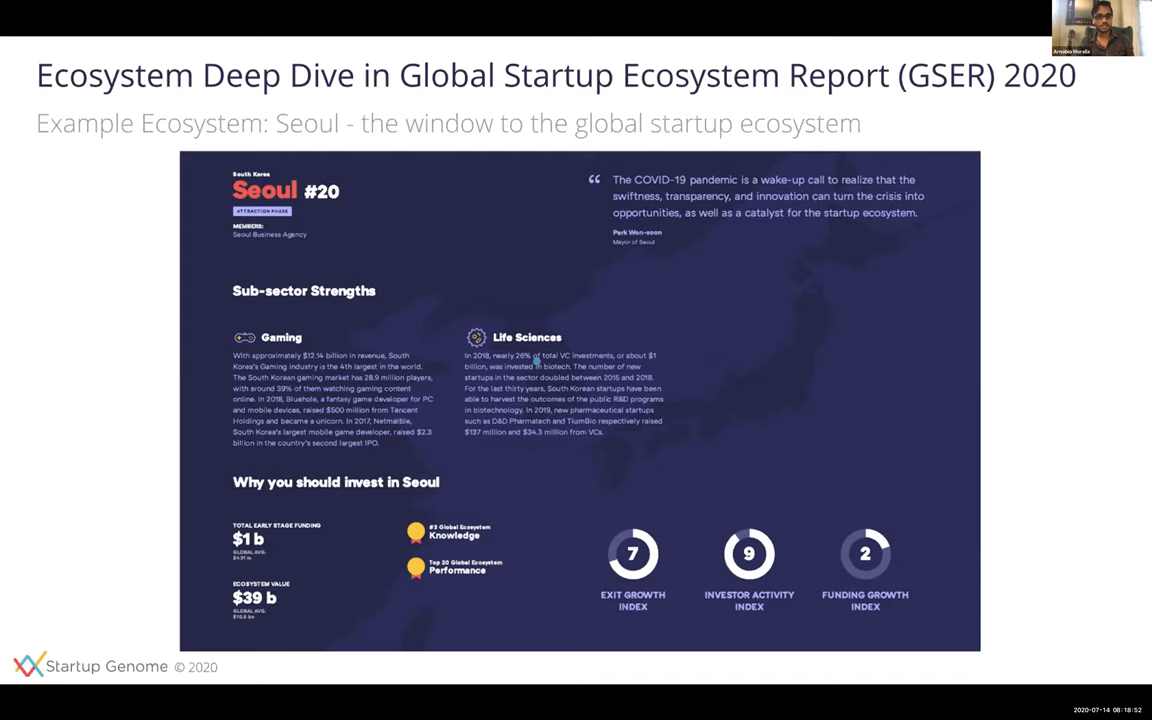 Arnobio Morelix
Ecosystem Deep Dive in Global Startup Ecosystem Report (GSER) 2020
Example Ecosystem: Seoul - the window to the global startup ecosystem
South Korea
Seoul #20
ATTRACTION PHASE
MEMBERS:
Seoul Business Agency
“ The COVID-19 pandemic is a wake-up call to realize that the
swiftness, transparency, and innovation can turn the crisis into
opportunities, as well as a catalyst for the startup ecosystem.
Park Won-soon
Mayor of Seoul
Sub-sector Strengths
Gaming
With approximately $12.14 billion in revenue, South
Korea's Gaming industry is the 4th largest in the world.
The South Korean gaming market has 28.9 million players,
with around 39% of them watching gaming content
online. In 2018, Bluehole, a fantasy game developer for PC
and mobile devices, raised $500 million from Tencent
Holdings and became a unicorn. In 2017, Netmarble,
South Korea's largest mobile game developer, raised $2.3
billion in the country's second largest IPO.
Life Sciences
In 2018, nearly 26% of total VC investments, or about $1
billion, was invested in biotech. The number of new
startups in the sector doubled between 2015 and 2018.
For the last thirty years, South Korean startups have been
able to harvest the outcomes of the public R&D programs
in biotechnology. In 2019, new pharmaceutical startups
such as D&D Pharmatech and TiumBio respectively raised
$137 million and $34.3 million from VCs.
Why you should invest in Seoul
TOTAL EARLY STAGE FUNDING
$1 b
GLOBAL AVG.
ECOSYSTEM VALUE
$39 b
GLOBAL AVG.
#3 Global Ecosystem
Knowledge
Top 20 Global Ecosystem
Performance
7
EXIT GROWTH
INDEX
9
INVESTOR ACTIVITY
INDEX
2
FUNDING GROWTH
INDEX
Startup Genome © 2020
2020-07-14 08:18:52